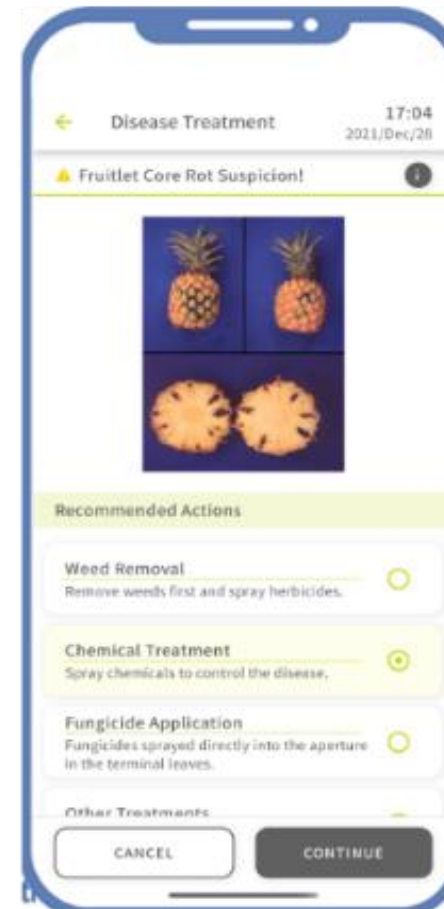 Disease Treatment
17:04
2021/Dec/28
Fruitlet Core Rot Suspicion!
Recommended Actions
Weed Removal
Remove weeds first and spray herbicides.
Chemical Treatment
Spray chemicals to control the disease.
Fungicide Application
Fungicides sprayed directly into the aperture
in the terminal leaves.
Other Treatments
CANCEL
CONTINUE